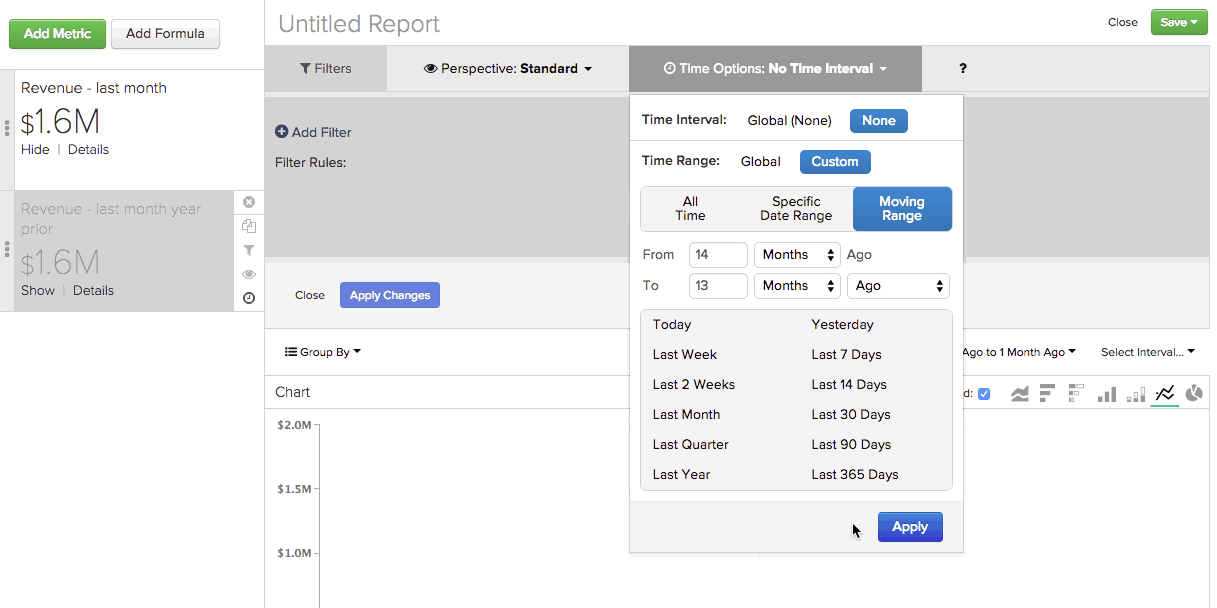 Add Metric
Add Formula
Revenue - last month
$1.6M
Hide | Details
Revenue - last month year
prior
$1.6M
Show | Details
Untitled Report
Close
Save
Filters
Perspective: Standard
Time Options: No Time Interval
?
Add Filter
Filter Rules:
Close
Apply Changes
Time Interval: Global (None) None
Time Range: Global Custom
All
Time
Specific
Date Range
Moving
Range
From 14 Months Ago
To 13 Months Ago
Today Yesterday
Last Week Last 7 Days
Last 2 Weeks Last 14 Days
Last Month Last 30 Days
Last Quarter Last 90 Days
Last Year Last 365 Days
Apply
Group By
Ago to 1 Month Ago
Select Interval...
Chart
d:
$2.0M
$1.5M
$1.0M